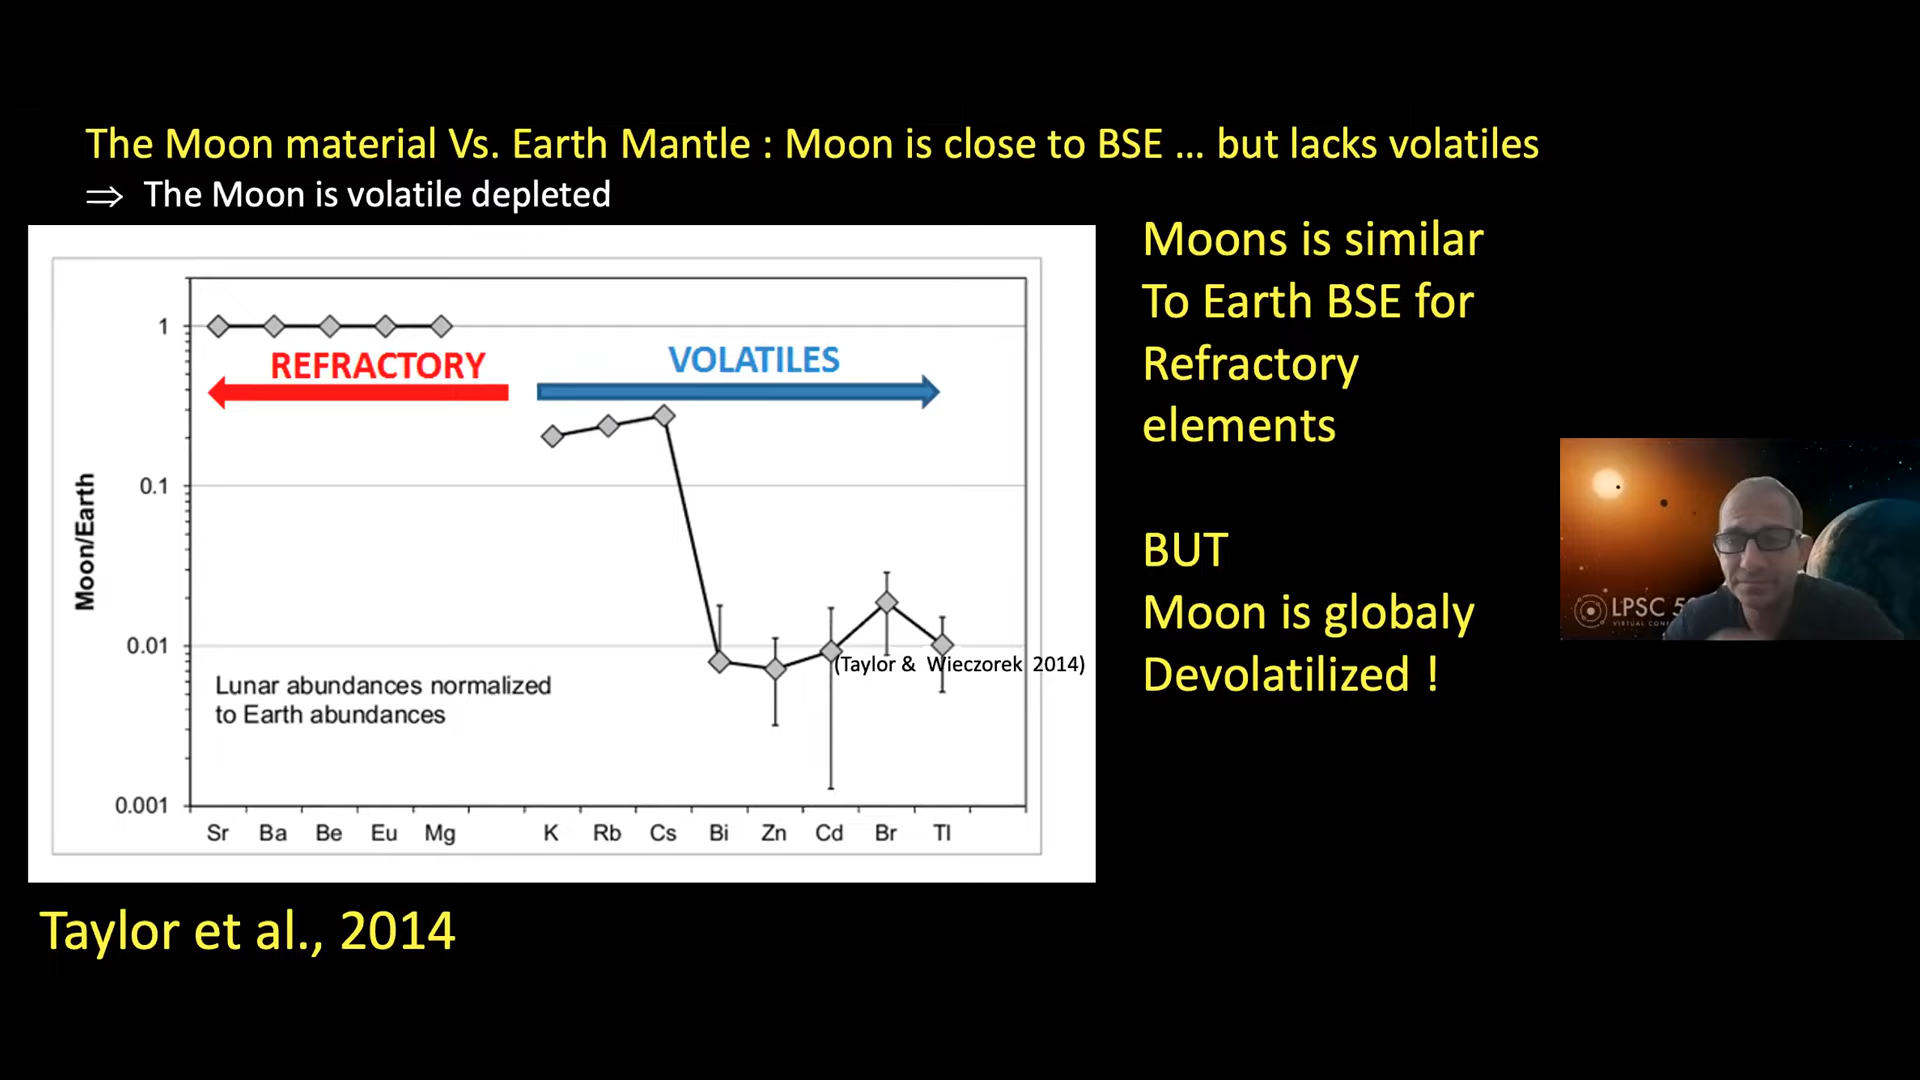 The Moon material Vs. Earth Mantle : Moon is close to BSE ... but lacks volatiles
⇒ The Moon is volatile depleted
Moons is similar
To Earth BSE for
Refractory
elements
BUT
Moon is globaly
Devolatilized !
REFRACTORY
VOLATILES
Moon/Earth
1
0.1
0.01
0.001
(Taylor & Wieczorek 2014)
Lunar abundances normalized
to Earth abundances
Sr Ba Be Eu Mg K Rb Cs Bi Zn Cd Br Tl
Taylor et al., 2014
LPSC